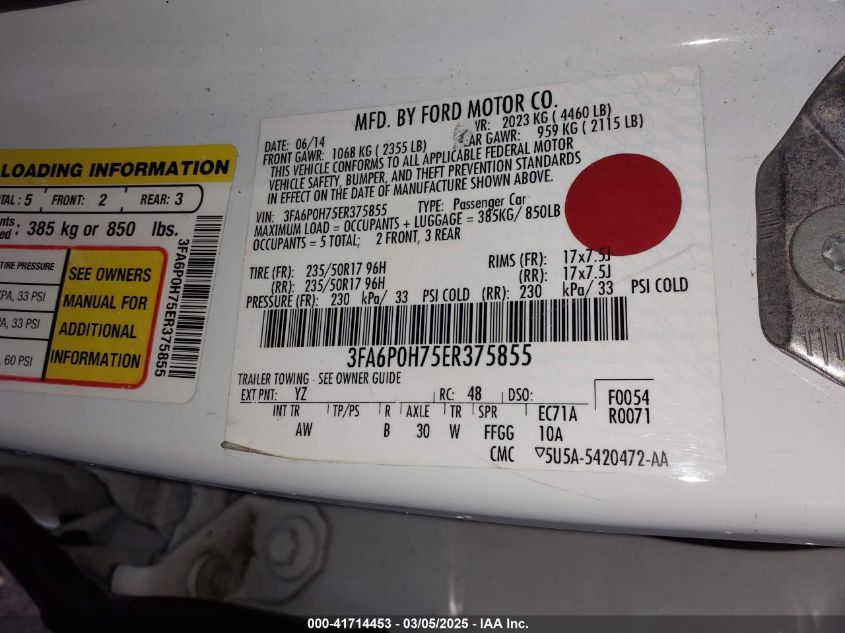 LOADING INFORMATION
TAL: 5 FRONT: 2 REAR: 3
385 kg or 850 lbs.
TIRE PRESSURE
PA, 33 PSI
A, 33 PSI
, 60 PSI
SEE OWNERS
MANUAL FOR
ADDITIONAL
INFORMATION
3FA6P0H75ER375855
MFD. BY FORD MOTOR CO.
DATE: 06/14 VR: 2023 KG ( 4460 LB)
FRONT GAWR: 1068 KG ( 2355 LB) AR GAWR: 959 KG ( 2115 LB)
THIS VEHICLE CONFORMS TO ALL APPLICABLE FEDERAL MOTOR
VEHICLE SAFETY, BUMPER, AND THEFT PREVENTION STANDARDS
IN EFFECT ON THE DATE OF MANUFACTURE SHOWN ABOVE.
VIN: 3FA6P0H75ER375855 TYPE: Passenger Car
MAXIMUM LOAD = OCCUPANTS + LUGGAGE = 385KG/ 850LB
OCCUPANTS = 5 TOTAL; 2 FRONT, 3 REAR
TIRE (FR): 235/50R17 96H RIMS (FR): 17x7.5J
(RR): 235/50R17 96H (RR): 17x7.5J
PRESSURE (FR): 230 kPa/ 33 PSI COLD (RR): 230 kPa/ 33 PSI COLD
3FA6P0H75ER375855
TRAILER TOWING - SEE OWNER GUIDE
EXT PNT: YZ RC: 48 DSO: F0054
R0071
INT TR TP/PS R AXLE TR SPR EC71A
AW B 30 W FFGG 10A
CMC ▽5U5A-5420472-AA
000-41714453 - 03/05/2025 - IAA Inc.